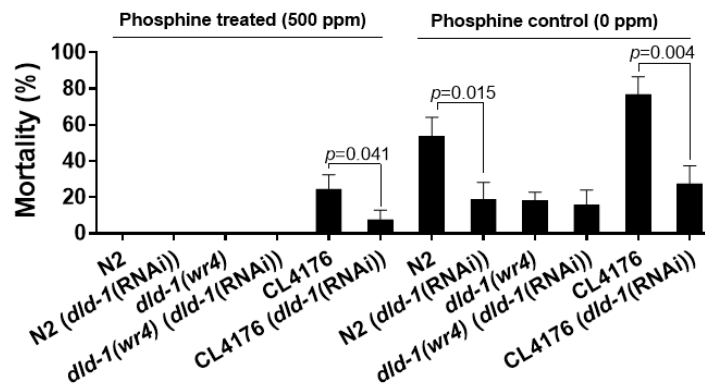 Phosphine treated (500 ppm)
Phosphine control (0 ppm)
Mortality (%)
100
80
60
40
20
0
p=0.041
p=0.015
p=0.004
N2
N2 (dld-1(RNAi))
dld-1(wr4)
dld-1(wr4) (dld-1(RNAi))
CL4176
CL4176 (dld-1(RNAi))
N2
N2 (dld-1(RNAi))
dld-1(wr4)
dld-1(wr4) (dld-1(RNAi))
CL4176
CL4176 (dld-1(RNAi))